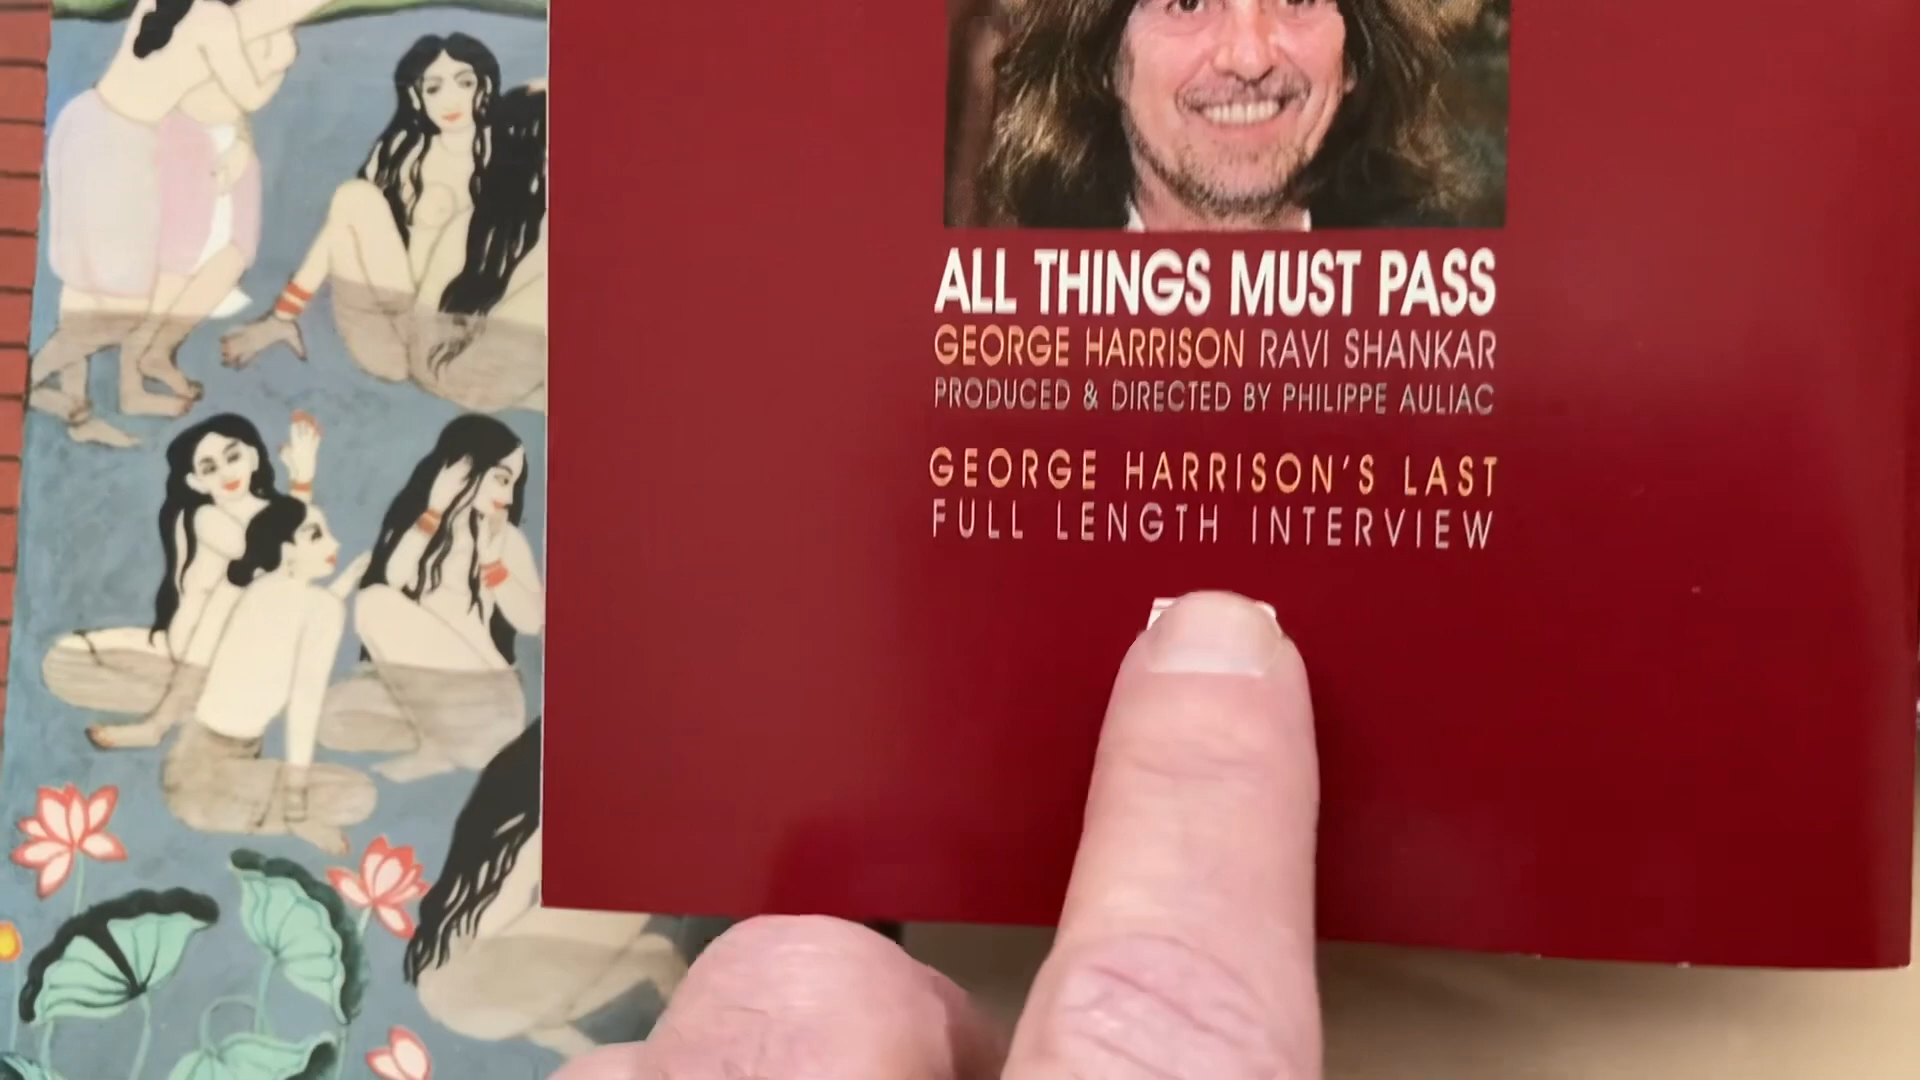 ALL THINGS MUST PASS
GEORGE HARRISON RAVI SHANKAR
PRODUCED & DIRECTED BY PHILIPPE AULIAC
GEORGE HARRISON'S LAST
FULL LENGTH INTERVIEW